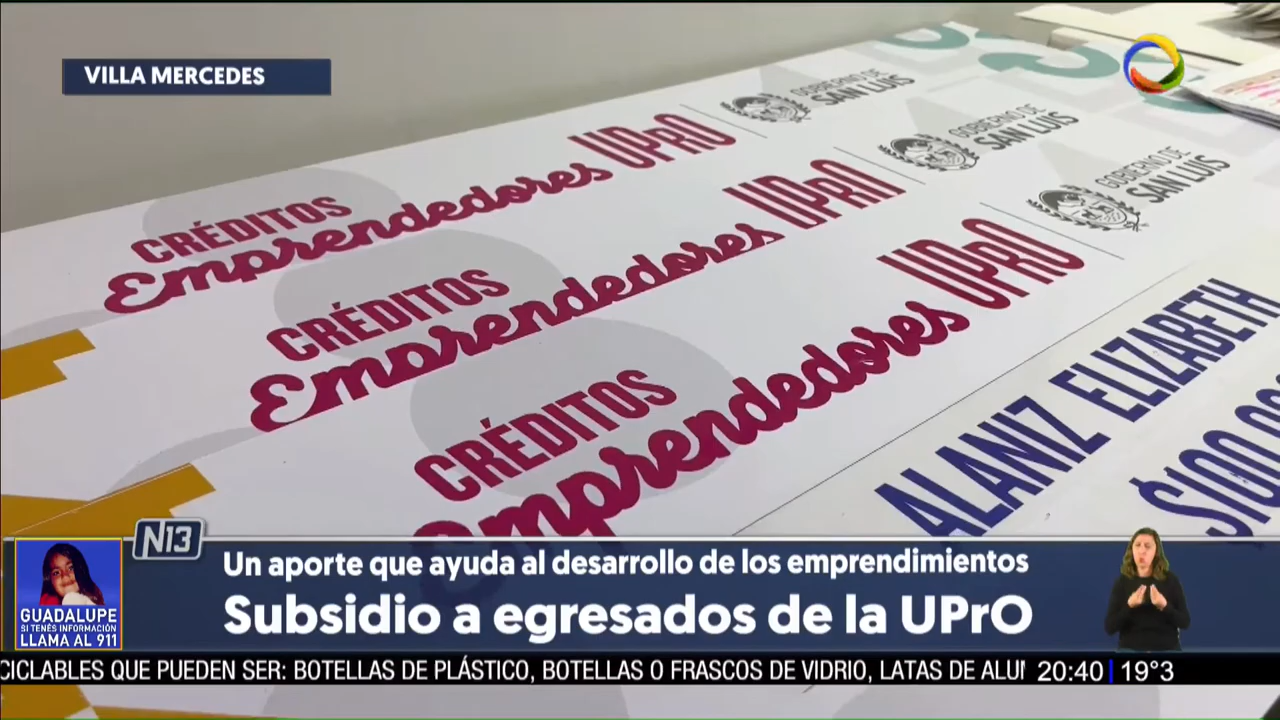 VILLA MERCEDES
CRÉDITOS
Emprendedores UPrO
GOBIERNO DE
SAN LUIS
CRÉDITOS
Emprendedores UPrO
GOBIERNO DE
SAN LUIS
CRÉDITOS
Emprendedores UPrO
GOBIERNO DE
SAN LUIS
ALANIZ ELIZABETH
N13
Un aporte que ayuda al desarrollo de los emprendimientos
Subsidio a egresados de la UPrO
GUADALUPE
SI TENÉS INFORMACIÓN
LLAMA AL 911
CICLABLES QUE PUEDEN SER: BOTELLAS DE PLÁSTICO, BOTELLAS O FRASCOS DE VIDRIO, LATAS DE ALUM
20:40 19°3